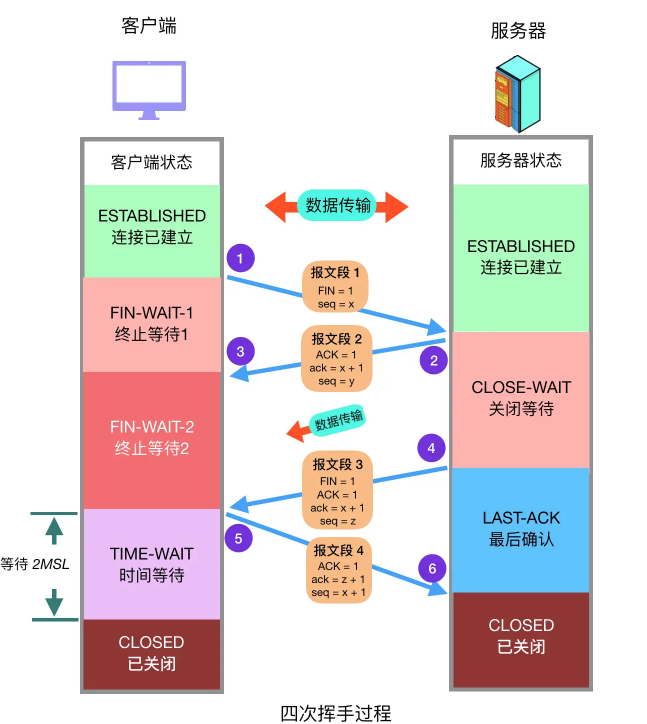 客户端
服务器
客户端状态
服务器状态
ESTABLISHED
连接已建立
数据传输
ESTABLISHED
连接已建立
1
报文段 1
FIN = 1
seq = x
FIN-WAIT-1
终止等待1
3
报文段 2
ACK = 1
ack = x + 1
seq = y
2
CLOSE-WAIT
关闭等待
FIN-WAIT-2
终止等待2
数据传输
4
报文段 3
FIN = 1
ACK = 1
ack = x + 1
seq = z
等待 2MSL
TIME-WAIT
时间等待
5
报文段 4
ACK = 1
ack = z + 1
seq = x + 1
6
LAST-ACK
最后确认
CLOSED
已关闭
CLOSED
已关闭
四次挥手过程